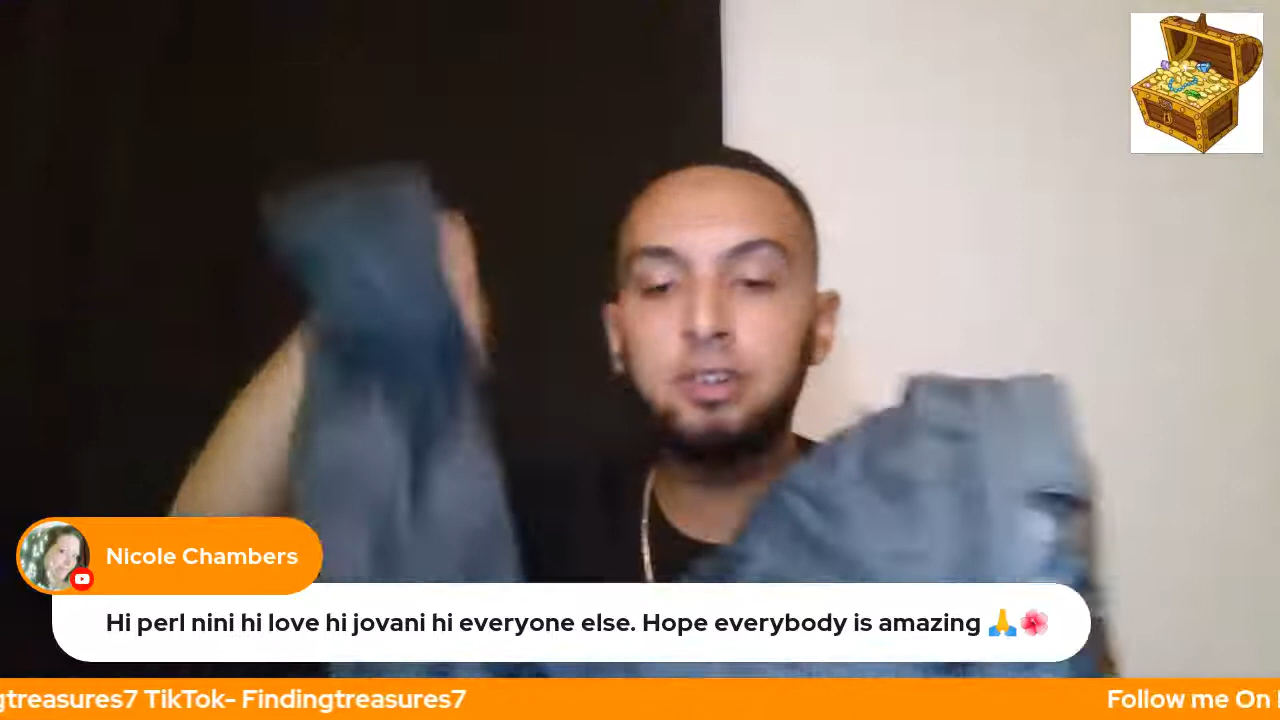 Nicole Chambers
Hi perl nini hi love hi jovani hi everyone else. Hope everybody is amazing 🙏🌺
gtreasures7 TikTok- Findingtreasures7
Follow me On